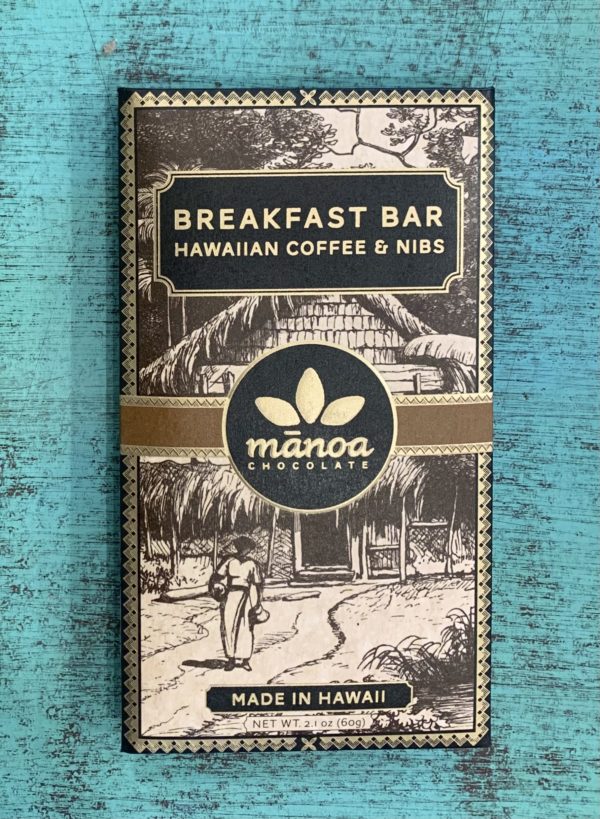 BREAKFAST BAR
HAWAIIAN COFFEE & NIBS
mānoa
CHOCOLATE
MADE IN HAWAII
NET WT. 2.1 oz (60g)